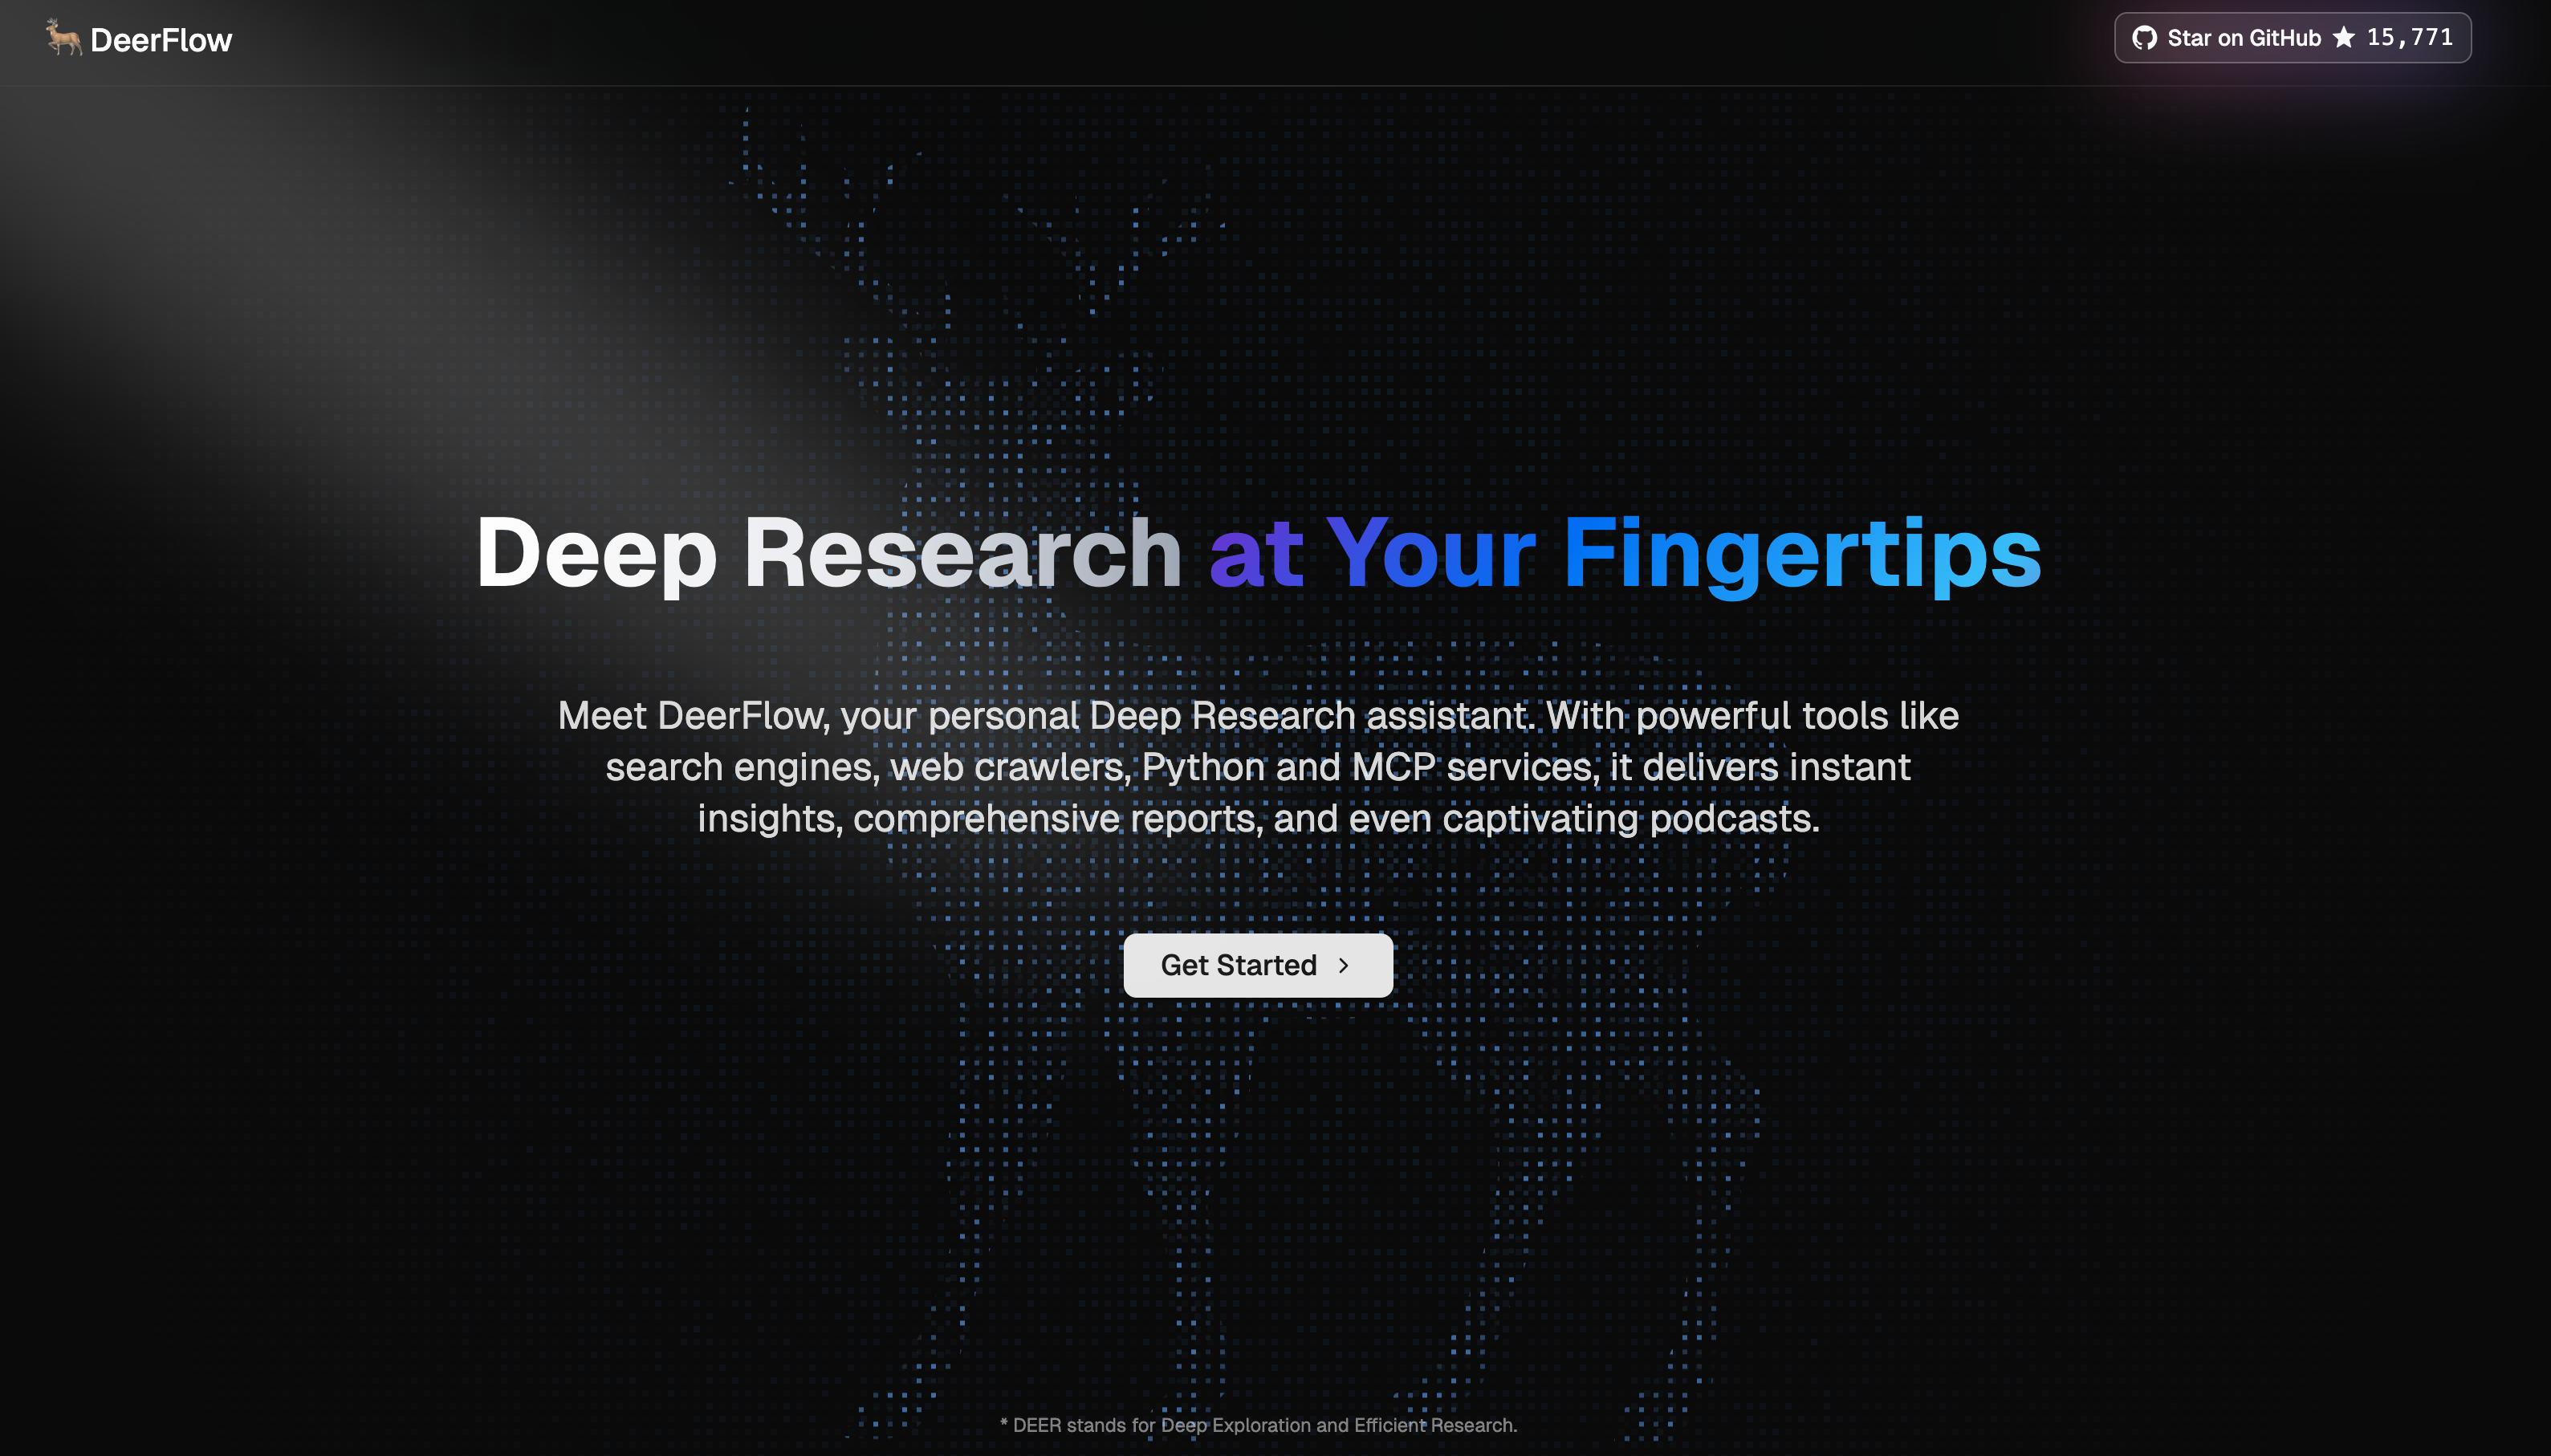 DeerFlow
Star on GitHub ★ 15,771
Deep Research at Your Fingertips
Meet DeerFlow, your personal Deep Research assistant. With powerful tools like
search engines, web crawlers, Python and MCP services, it delivers instant
insights, comprehensive reports, and even captivating podcasts.
Get Started
* DEER stands for Deep Exploration and Efficient Research.